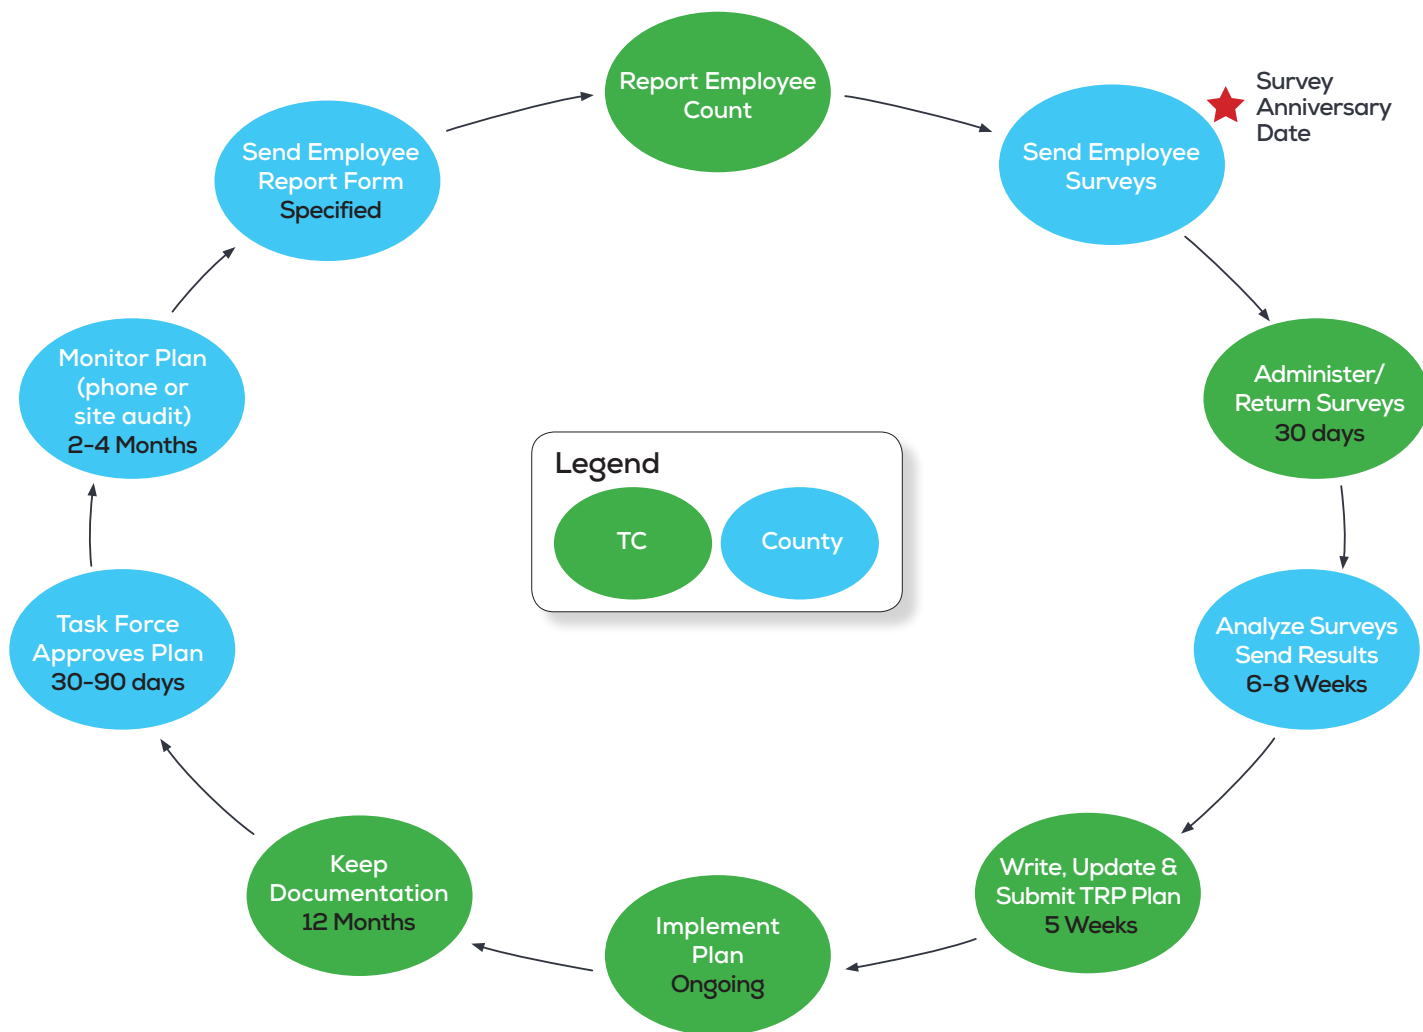 Report Employee
Count
Survey
Anniversary
Date
Send Employee
Surveys
Administer/
Return Surveys
30 days
Analyze Surveys
Send Results
6-8 Weeks
Write, Update &
Submit TRP Plan
5 Weeks
Implement
Plan
Ongoing
Keep
Documentation
12 Months
Task Force
Approves Plan
30-90 days
Monitor Plan
(phone or
site audit)
2-4 Months
Send Employee
Report Form
Specified
Legend
TC
County